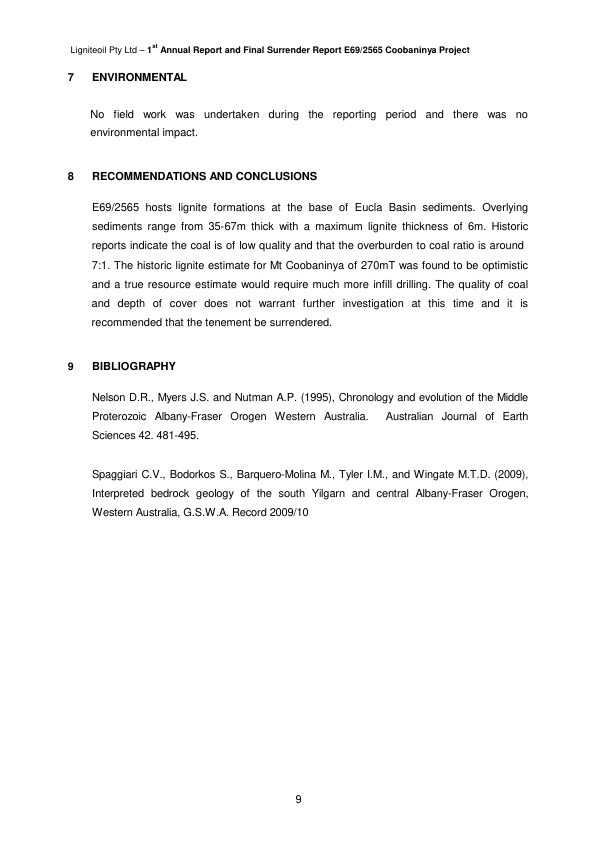 Ligniteoil Pty Ltd – 1st Annual Report and Final Surrender Report E69/2565 Coobaninya Project
7 ENVIRONMENTAL
No field work was undertaken during the reporting period and there was no
environmental impact.
8 RECOMMENDATIONS AND CONCLUSIONS
E69/2565 hosts lignite formations at the base of Eucla Basin sediments. Overlying
sediments range from 35-67m thick with a maximum lignite thickness of 6m. Historic
reports indicate the coal is of low quality and that the overburden to coal ratio is around
7:1. The historic lignite estimate for Mt Coobaninya of 270mT was found to be optimistic
and a true resource estimate would require much more infill drilling. The quality of coal
and depth of cover does not warrant further investigation at this time and it is
recommended that the tenement be surrendered.
9 BIBLIOGRAPHY
Nelson D.R., Myers J.S. and Nutman A.P. (1995), Chronology and evolution of the Middle
Proterozoic Albany-Fraser Orogen Western Australia. Australian Journal of Earth
Sciences 42. 481-495.
Spaggiari C.V., Bodorkos S., Barquero-Molina M., Tyler I.M., and Wingate M.T.D. (2009),
Interpreted bedrock geology of the south Yilgarn and central Albany-Fraser Orogen,
Western Australia, G.S.W.A. Record 2009/10
9